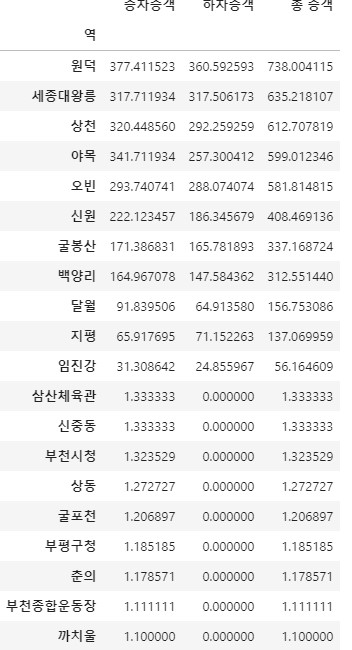 승차승객 하차승객 총 승객
역
원덕 377.411523 360.592593 738.004115
세종대왕릉 317.711934 317.506173 635.218107
상천 320.448560 292.259259 612.707819
야목 341.711934 257.300412 599.012346
오빈 293.740741 288.074074 581.814815
신원 222.123457 186.345679 408.469136
굴봉산 171.386831 165.781893 337.168724
백양리 164.967078 147.584362 312.551440
달월 91.839506 64.913580 156.753086
지평 65.917695 71.152263 137.069959
임진강 31.308642 24.855967 56.164609
삼산체육관 1.333333 0.000000 1.333333
신중동 1.333333 0.000000 1.333333
부천시청 1.323529 0.000000 1.323529
상동 1.272727 0.000000 1.272727
굴포천 1.206897 0.000000 1.206897
부평구청 1.185185 0.000000 1.185185
춘의 1.178571 0.000000 1.178571
부천종합운동장 1.111111 0.000000 1.111111
까치울 1.100000 0.000000 1.100000